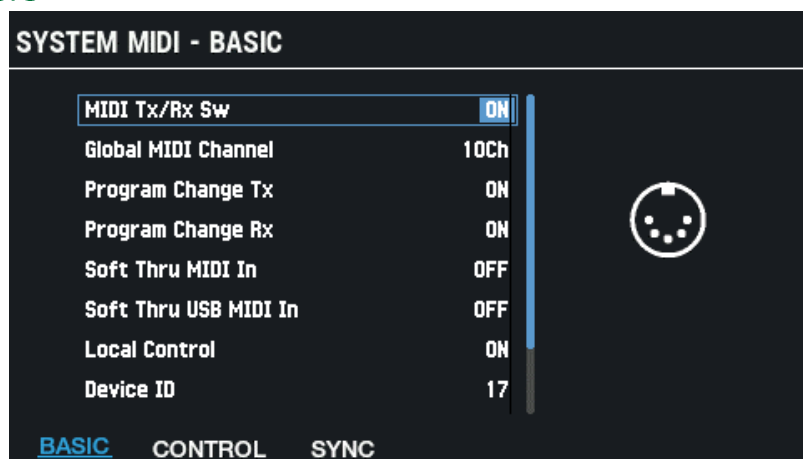 SYSTEM MIDI - BASIC
MIDI Tx/Rx Sw ON
Global MIDI Channel 10Ch
Program Change Tx ON
Program Change Rx ON
Soft Thru MIDI In OFF
Soft Thru USB MIDI In OFF
Local Control ON
Device ID 17
BASIC CONTROL SYNC